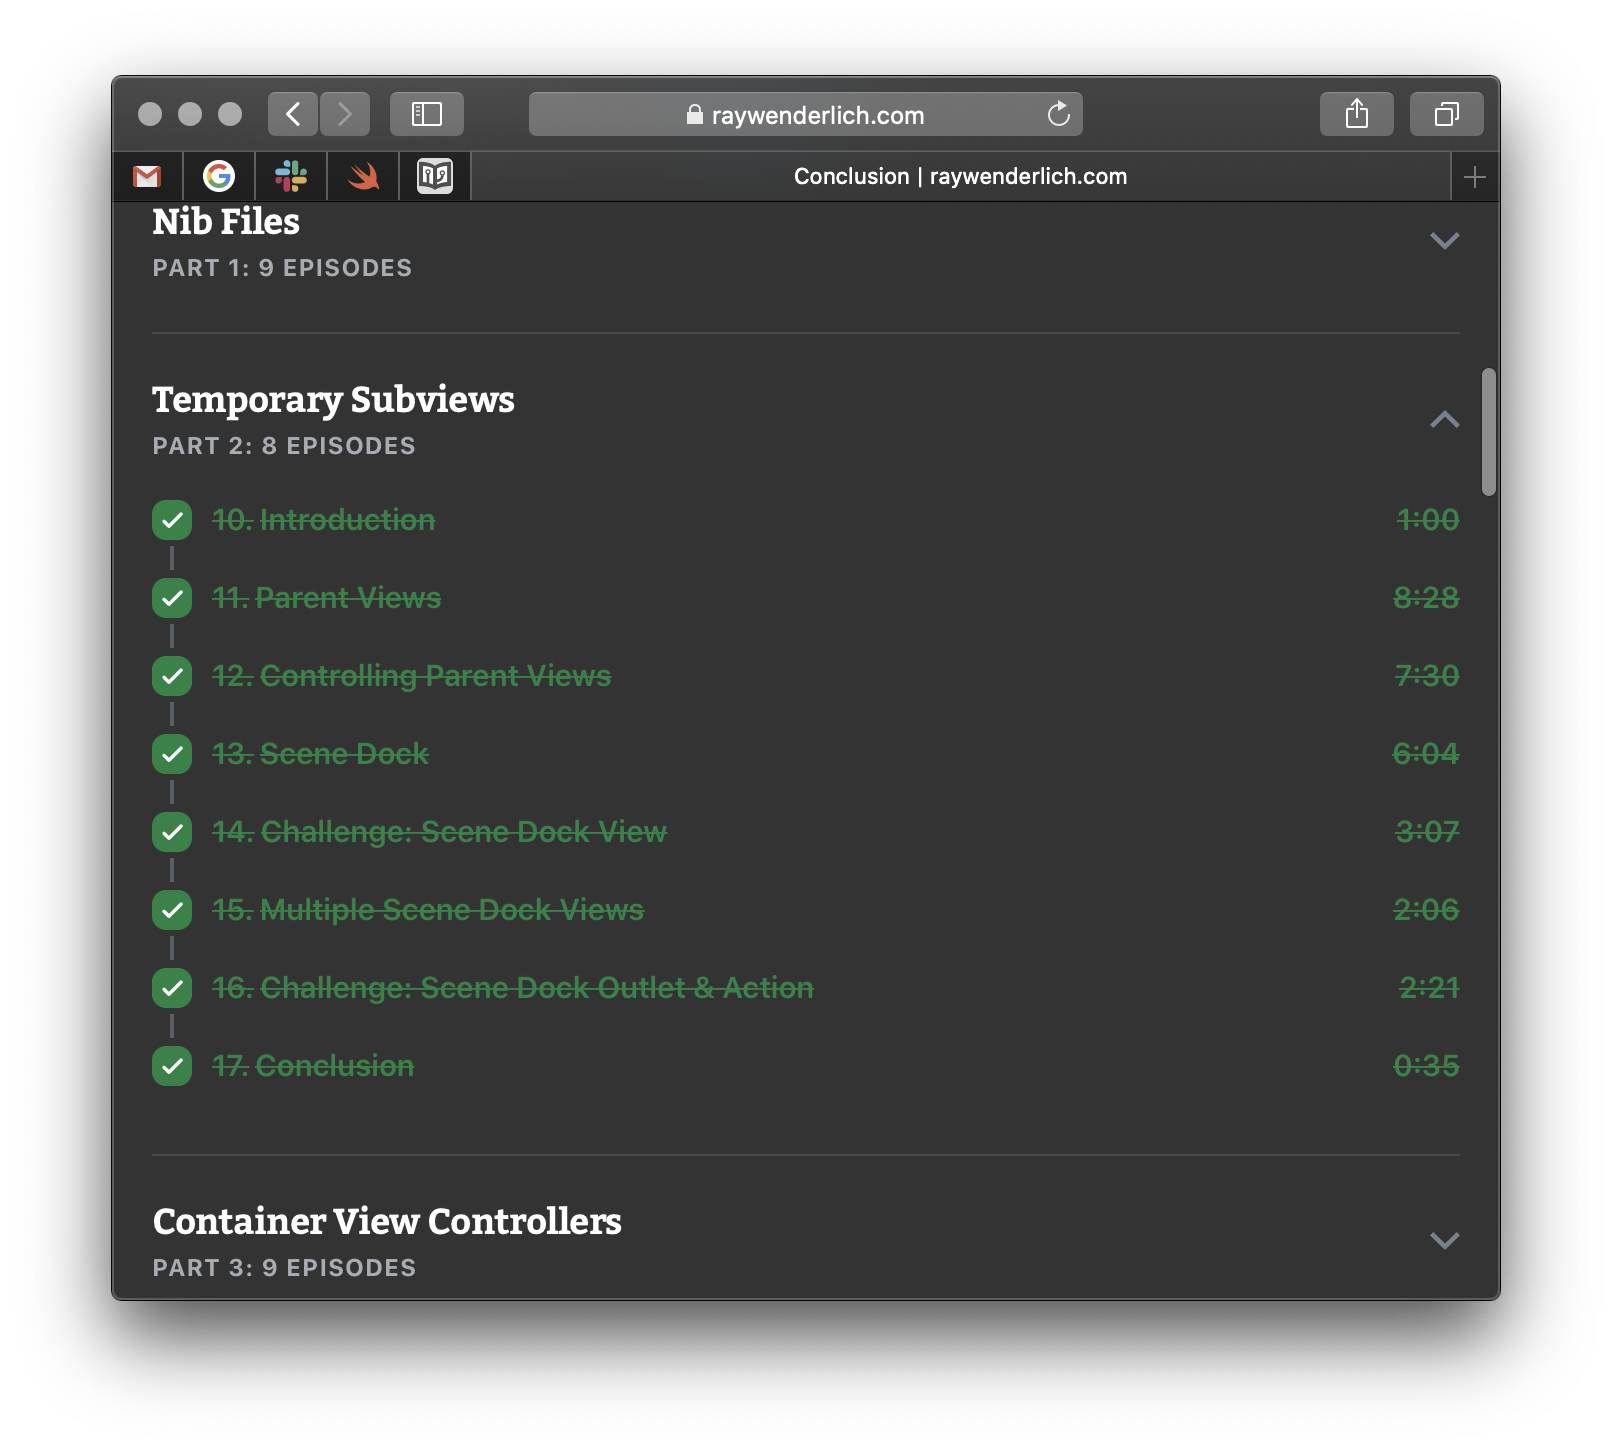 raywenderlich.com
Conclusion | raywenderlich.com
Nib Files
PART 1: 9 EPISODES
Temporary Subviews
PART 2: 8 EPISODES
10. Introduction 1:00
11. Parent Views 8:28
12. Controlling Parent Views 7:30
13. Scene Dock 6:04
14. Challenge: Scene Dock View 3:07
15. Multiple Scene Dock Views 2:06
16. Challenge: Scene Dock Outlet & Action 2:21
17. Conclusion 0:35
Container View Controllers
PART 3: 9 EPISODES